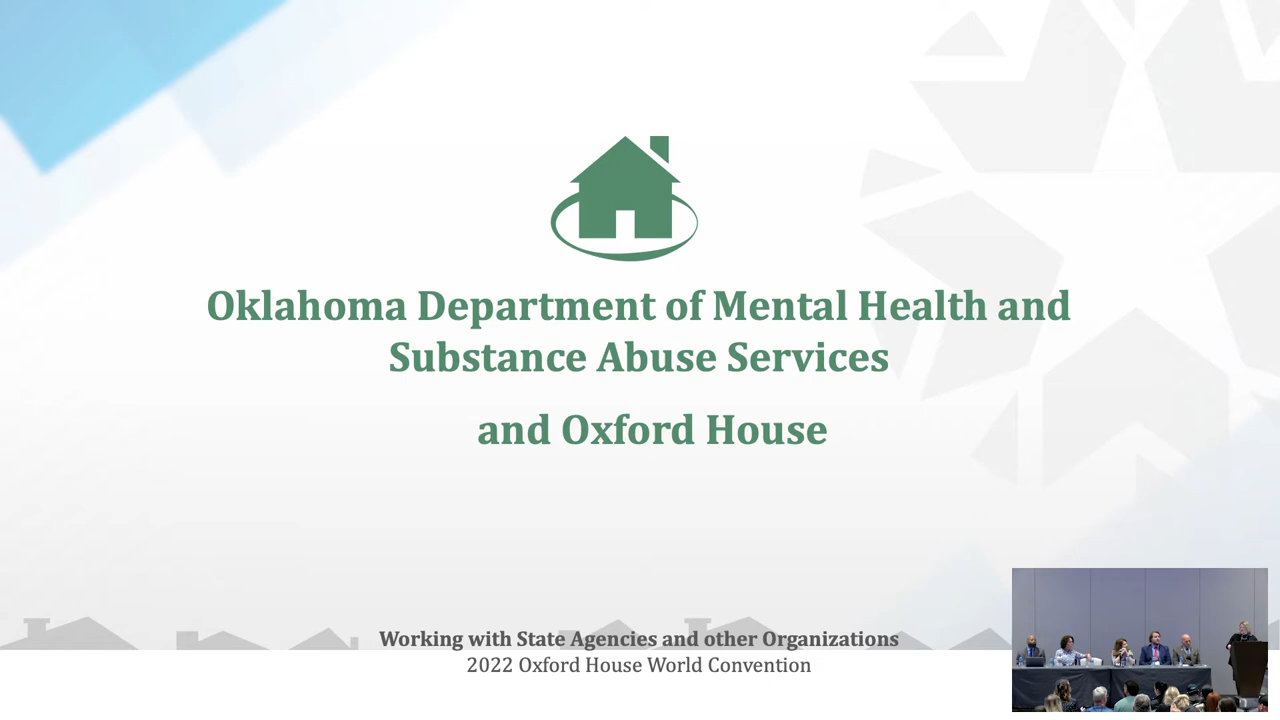 Oklahoma Department of Mental Health and
Substance Abuse Services
and Oxford House
Working with State Agencies and other Organizations
2022 Oxford House World Convention